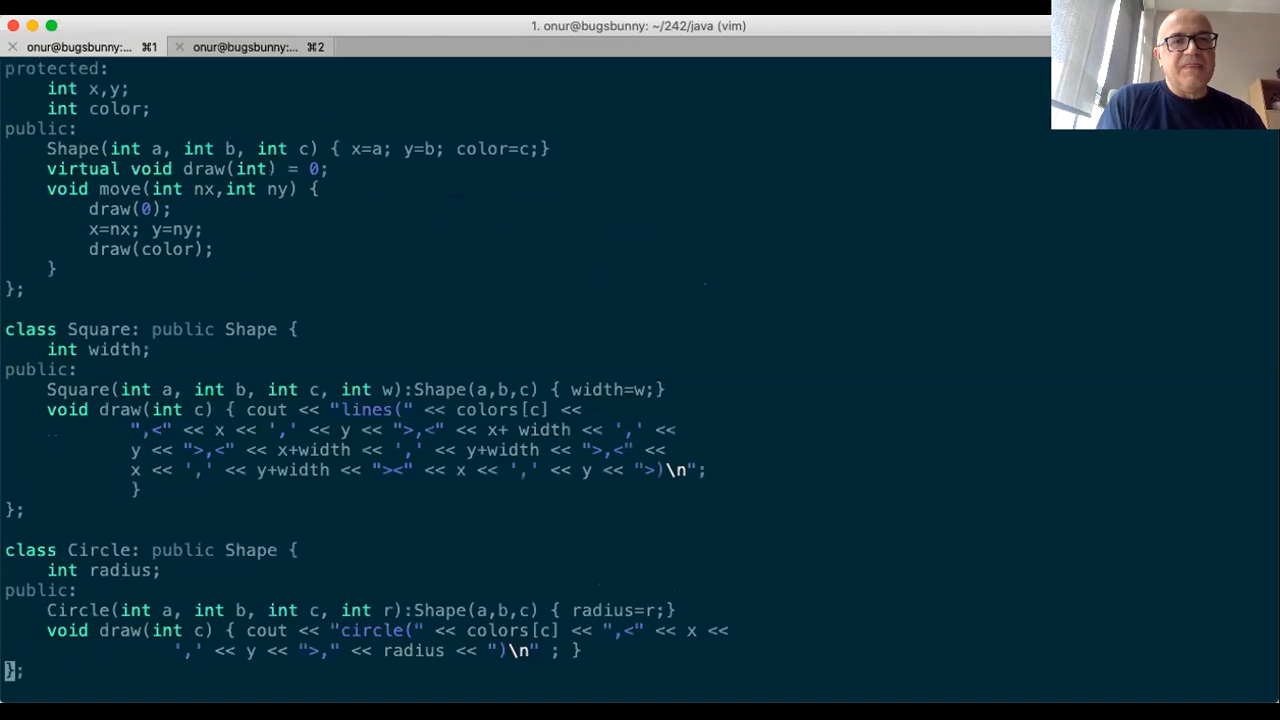 1. onur@bugsbunny: ~/242/java (vim)
onur@bugsbunny:... ⌘1 onur@bugsbunny:... ⌘2
protected:
    int x,y;
    int color;
public:
    Shape(int a, int b, int c) { x=a; y=b; color=c;}
    virtual void draw(int) = 0;
    void move(int nx,int ny) {
        draw(0);
        x=nx; y=ny;
        draw(color);
    }
};
class Square: public Shape {
    int width;
public:
    Square(int a, int b, int c, int w):Shape(a,b,c) { width=w;}
    void draw(int c) { cout << "lines(" << colors[c] <<
            ",<" << x << ',' << y << ">,<" << x+ width << ',' <<
            y << ">,<" << x+width << ',' << y+width << ">,<" <<
            x << ',' << y+width << "><" << x << ',' << y << ">)\n";
            }
};
class Circle: public Shape {
    int radius;
public:
    Circle(int a, int b, int c, int r):Shape(a,b,c) { radius=r;}
    void draw(int c) { cout << "circle(" << colors[c] << ",<" << x <<
                ',' << y << ">," << radius << ")\n" ; }
};